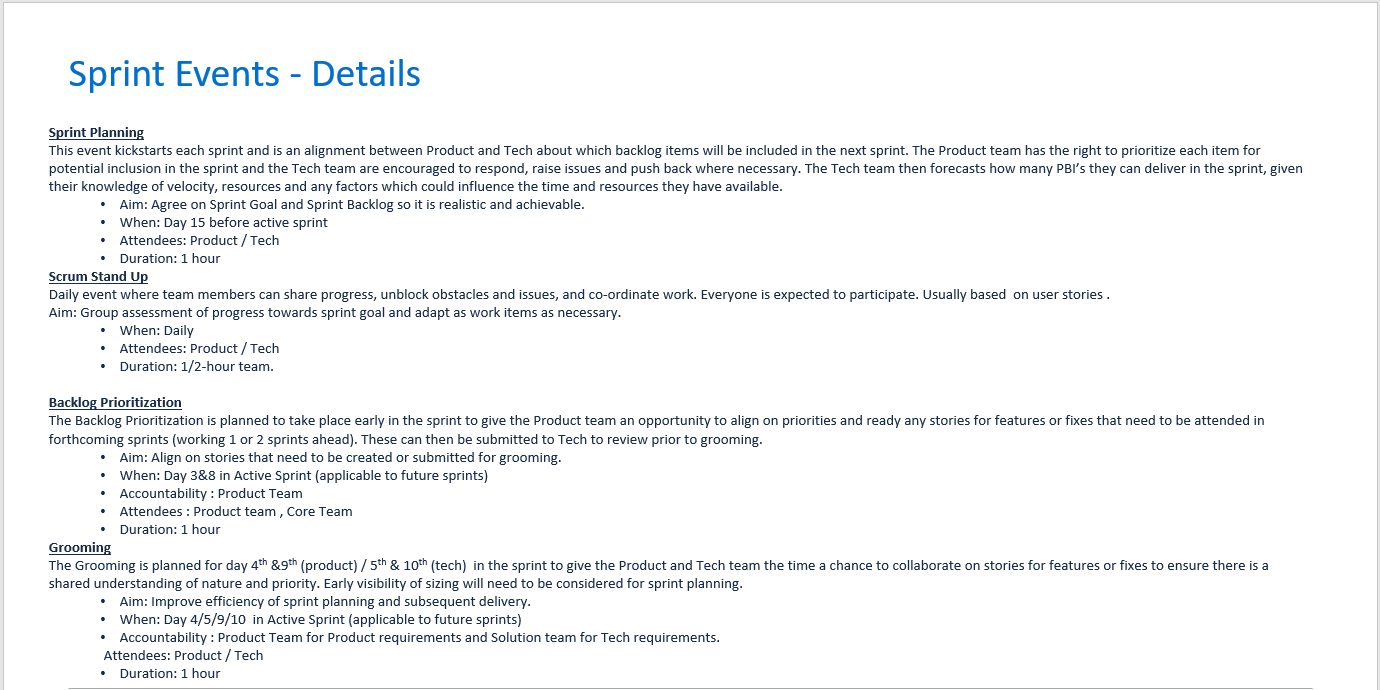 Sprint Events - Details
Sprint Planning
This event kickstarts each sprint and is an alignment between Product and Tech about which backlog items will be included in the next sprint. The Product team has the right to prioritize each item for
potential inclusion in the sprint and the Tech team are encouraged to respond, raise issues and push back where necessary. The Tech team then forecasts how many PBI's they can deliver in the sprint, given
their knowledge of velocity, resources and any factors which could influence the time and resources they have available.
• Aim: Agree on Sprint Goal and Sprint Backlog so it is realistic and achievable.
• When: Day 15 before active sprint
• Attendees: Product / Tech
• Duration: 1 hour
Scrum Stand Up
Daily event where team members can share progress, unblock obstacles and issues, and co-ordinate work. Everyone is expected to participate. Usually based  on user stories .
Aim: Group assessment of progress towards sprint goal and adapt as work items as necessary.
• When: Daily
• Attendees: Product / Tech
• Duration: 1/2-hour team.
Backlog Prioritization
The Backlog Prioritization is planned to take place early in the sprint to give the Product team an opportunity to align on priorities and ready any stories for features or fixes that need to be attended in
forthcoming sprints (working 1 or 2 sprints ahead). These can then be submitted to Tech to review prior to grooming.
• Aim: Align on stories that need to be created or submitted for grooming.
• When: Day 3&8 in Active Sprint (applicable to future sprints)
• Accountability : Product Team
• Attendees : Product team , Core Team
• Duration: 1 hour
Grooming
The Grooming is planned for day 4th &9th (product) / 5th & 10th (tech)  in the sprint to give the Product and Tech team the time a chance to collaborate on stories for features or fixes to ensure there is a
shared understanding of nature and priority. Early visibility of sizing will need to be considered for sprint planning.
• Aim: Improve efficiency of sprint planning and subsequent delivery.
• When: Day 4/5/9/10  in Active Sprint (applicable to future sprints)
• Accountability : Product Team for Product requirements and Solution team for Tech requirements.
Attendees: Product / Tech
• Duration: 1 hour